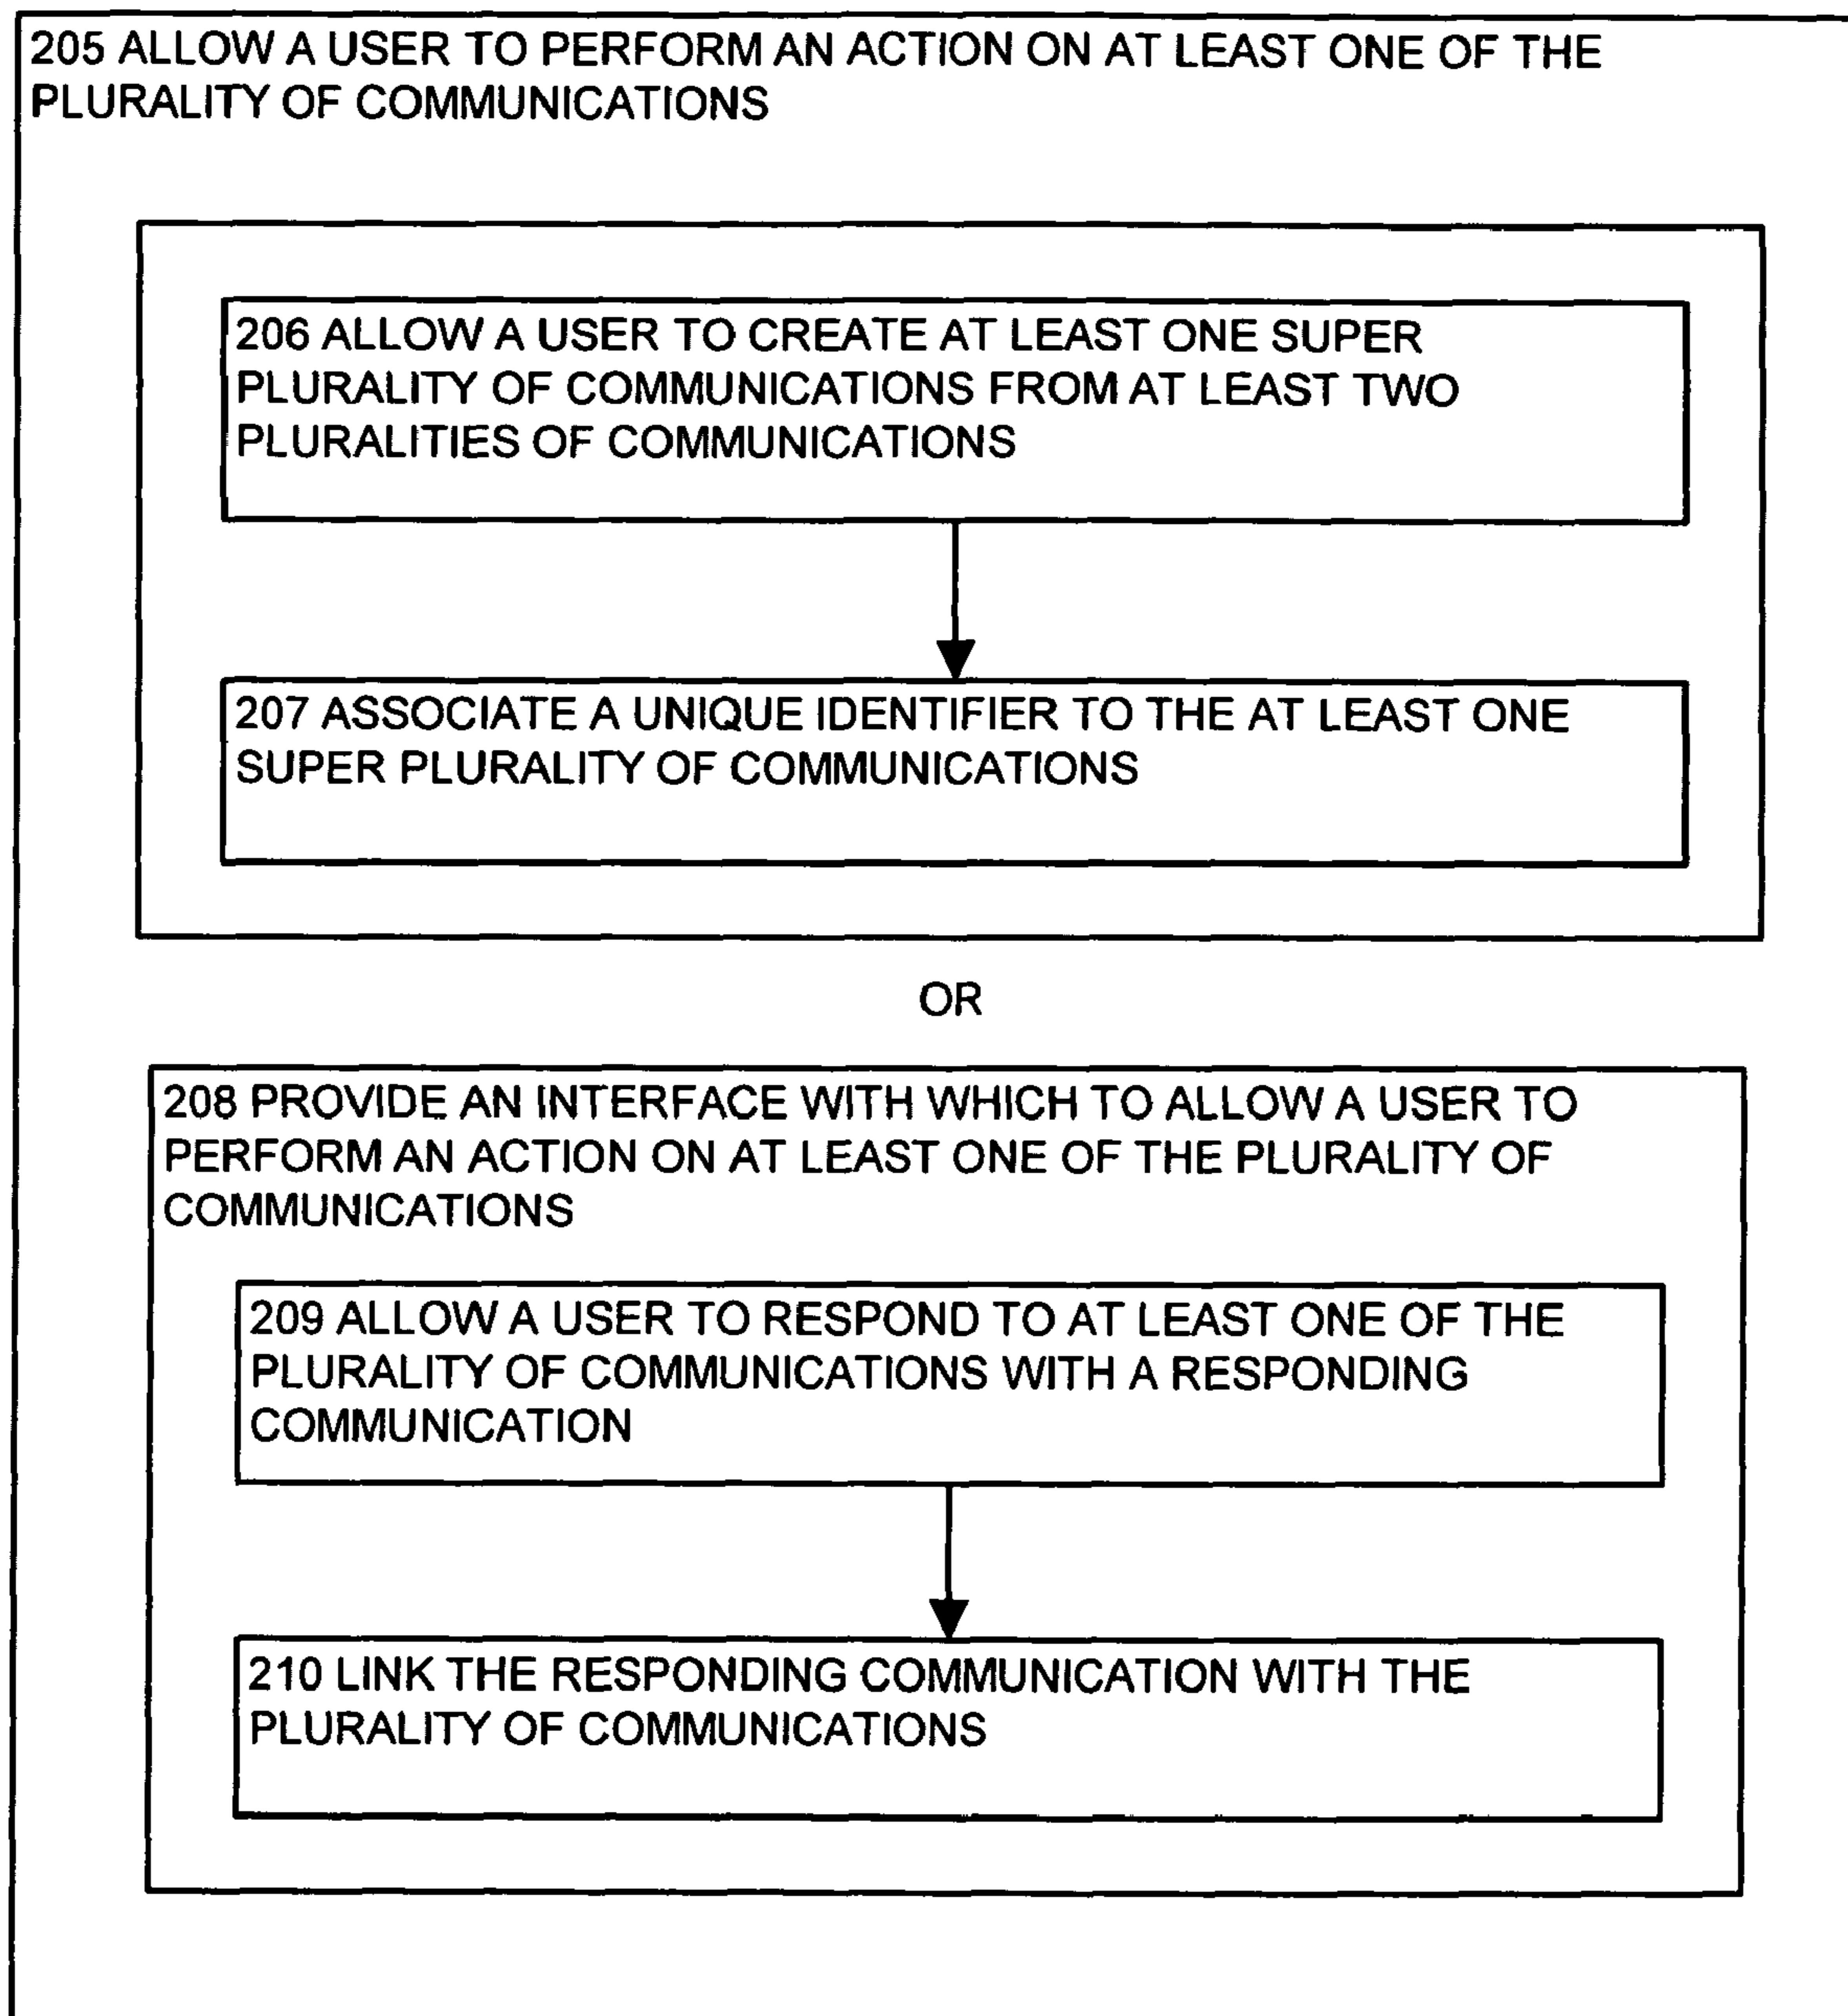 205 ALLOW A USER TO PERFORM AN ACTION ON AT LEAST ONE OF THE
PLURALITY OF COMMUNICATIONS
206 ALLOW A USER TO CREATE AT LEAST ONE SUPER
PLURALITY OF COMMUNICATIONS FROM AT LEAST TWO
PLURALITIES OF COMMUNICATIONS
207 ASSOCIATE A UNIQUE IDENTIFIER TO THE AT LEAST ONE
SUPER PLURALITY OF COMMUNICATIONS
OR
208 PROVIDE AN INTERFACE WITH WHICH TO ALLOW A USER TO
PERFORM AN ACTION ON AT LEAST ONE OF THE PLURALITY OF
COMMUNICATIONS
209 ALLOW A USER TO RESPOND TO AT LEAST ONE OF THE
PLURALITY OF COMMUNICATIONS WITH A RESPONDING
COMMUNICATION
210 LINK THE RESPONDING COMMUNICATION WITH THE
PLURALITY OF COMMUNICATIONS